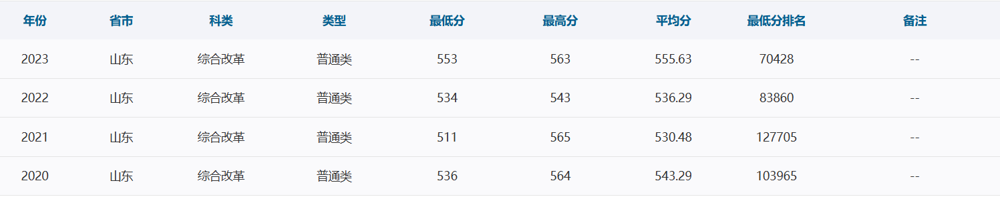 年份 省市 科类 类型 最低分 最高分 平均分 最低分排名 备注
2023 山东 综合改革 普通类 553 563 555.63 70428 --
2022 山东 综合改革 普通类 534 543 536.29 83860 --
2021 山东 综合改革 普通类 511 565 530.48 127705 --
2020 山东 综合改革 普通类 536 564 543.29 103965 --